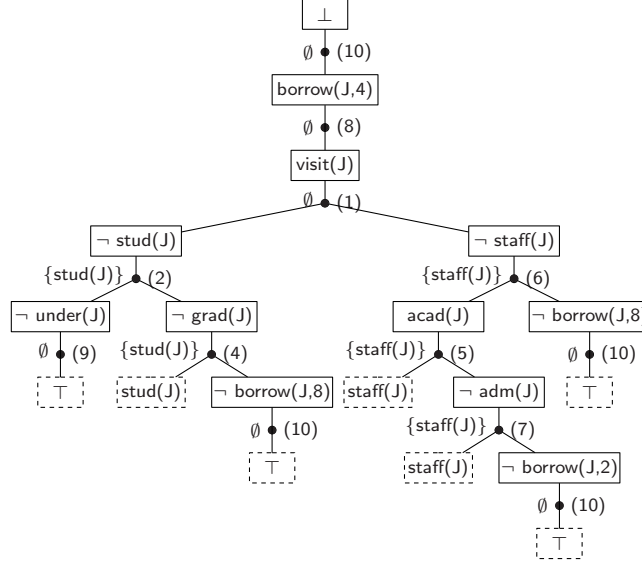 ⊥
∅ (10)
borrow(J,4)
∅ (8)
visit(J)
∅ (1)
¬ stud(J) ¬ staff(J)
{stud(J)} (2) {staff(J)} (6)
¬ under(J) ¬ grad(J) acad(J) ¬ borrow(J,8)
∅ (9) {stud(J)} (4) {staff(J)} (5) ∅ (10)
⊤ stud(J) ¬ borrow(J,8) staff(J) ¬ adm(J) ⊤
∅ (10) {staff(J)} (7)
⊤ staff(J) ¬ borrow(J,2)
∅ (10)
⊤